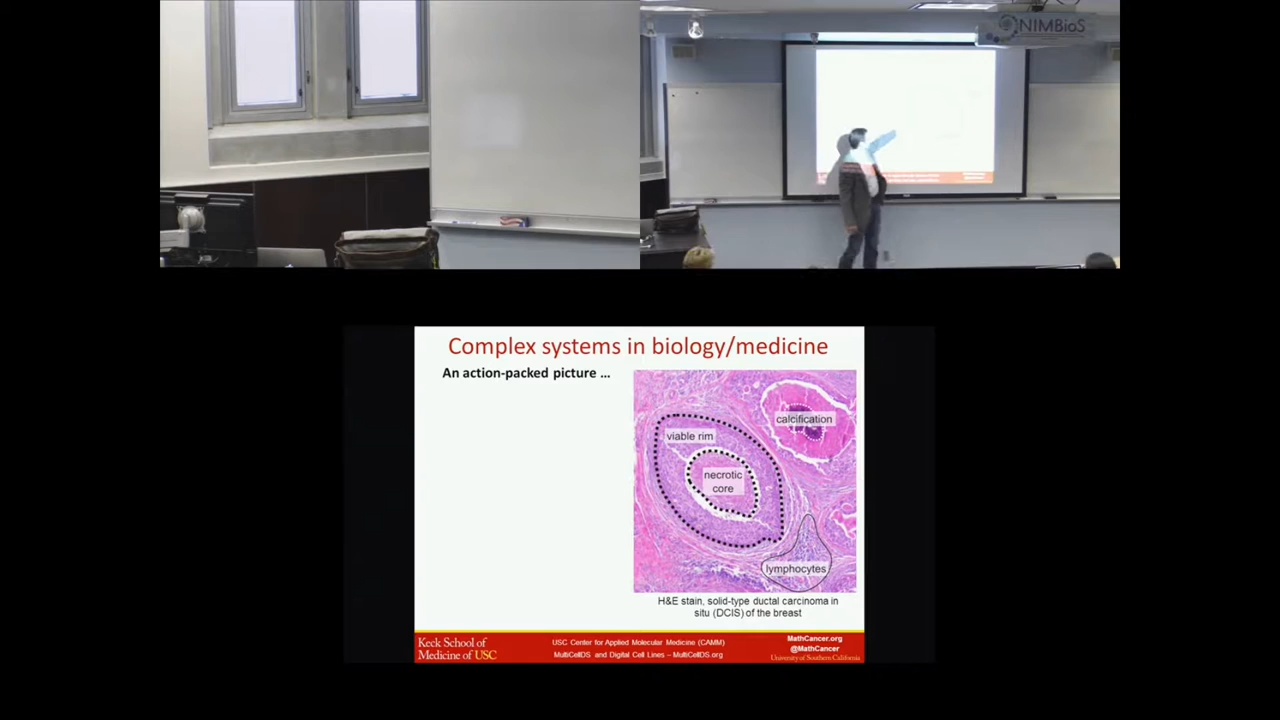 NIMBioS
Complex systems in biology/medicine
An action-packed picture ...
calcification
viable rim
necrotic
core
lymphocytes
H&E stain, solid-type ductal carcinoma in
situ (DCIS) of the breast
Keck School of
Medicine of USC
USC Center for Applied Molecular Medicine (CAMM)
MultiCellDS and Digital Cell Lines – MultiCellDS.org
MathCancer.org
@MathCancer
University of Southern California